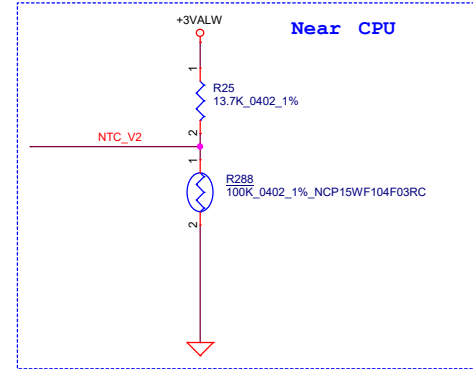 +3VALW
Near CPU
1
R25
13.7K_0402_1%
2
NTC_V2
1
R288
100K_0402_1%_NCP15WF104F03RC
2